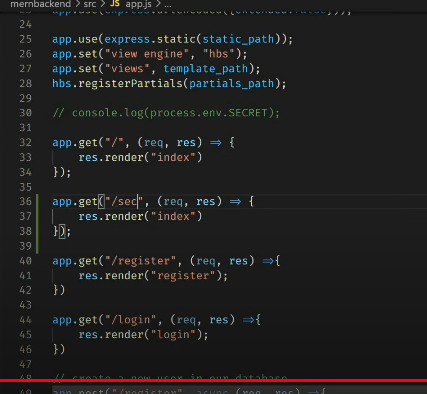 mernbackend > src > JS app.js > ...
23 app.use(express.urlencoded({extended:false}));
24
25 app.use(express.static(static_path));
26 app.set("view engine", "hbs");
27 app.set("views", template_path);
28 hbs.registerPartials(partials_path);
29
30 // console.log(process.env.SECRET);
31
32 app.get("/", (req, res) => {
33 res.render("index")
34 });
35
36 app.get("/sec", (req, res) => {
37 res.render("index")
38 });
39
40 app.get("/register", (req, res) =>{
41 res.render("register");
42 })
43
44 app.get("/login", (req, res) =>{
45 res.render("login");
46 })
47
48 // create a new user in our database
49 app.post("/register", async (req, res) =>{